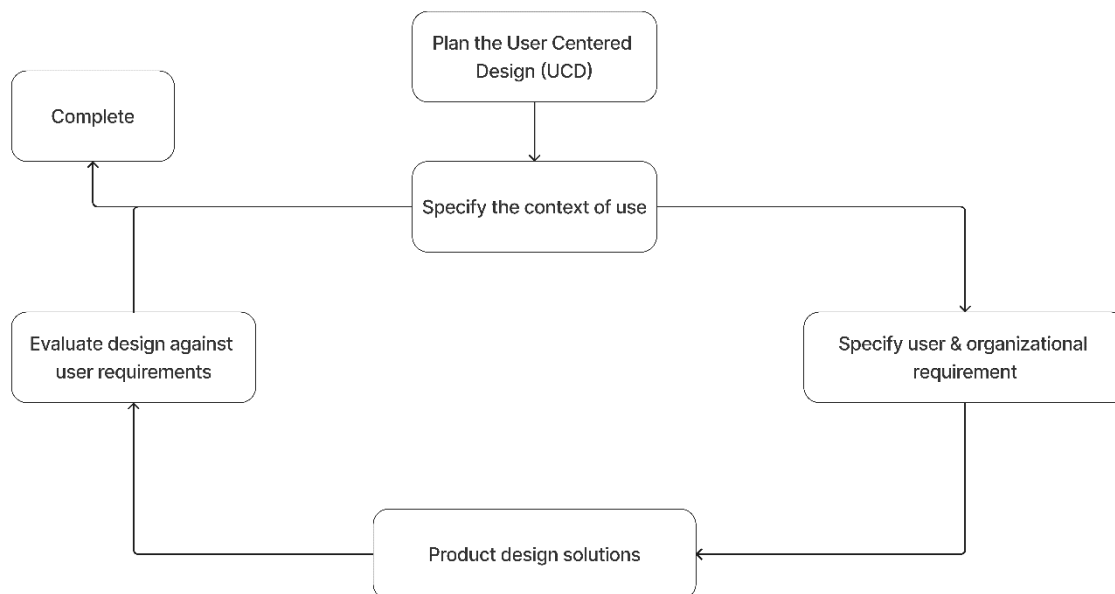 Plan the User Centered
Design (UCD)
Complete
Specify the context of use
Evaluate design against
user requirements
Specify user & organizational
requirement
Product design solutions